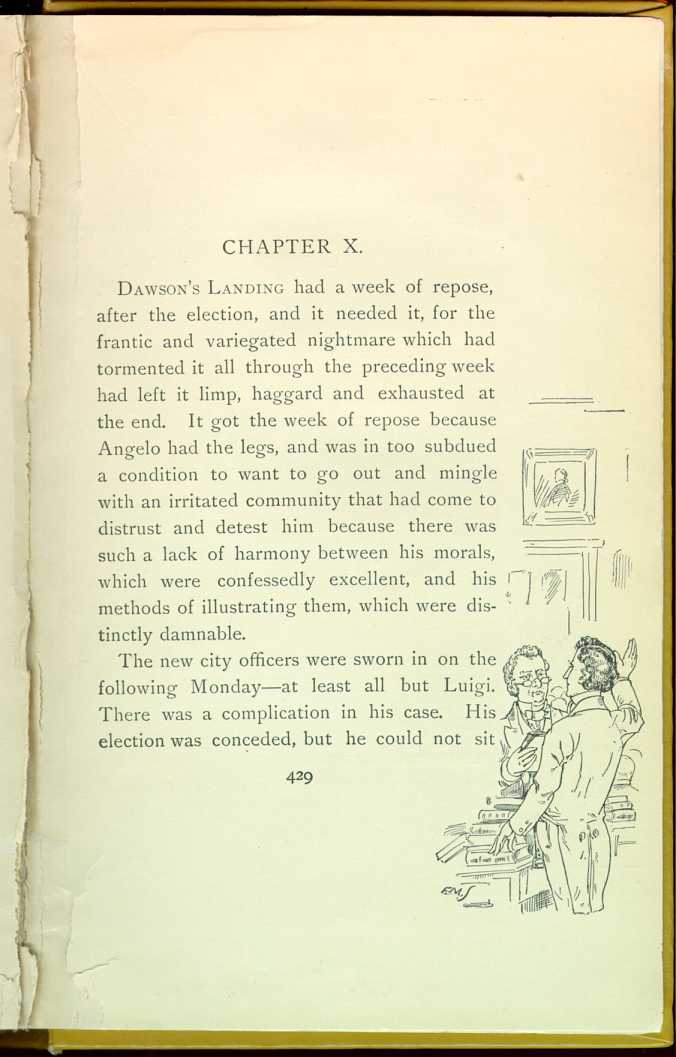 CHAPTER X.
DAWSON'S LANDING had a week of repose,
after the election, and it needed it, for the
frantic and variegated nightmare which had
tormented it all through the preceding week
had left it limp, haggard and exhausted at
the end. It got the week of repose because
Angelo had the legs, and was in too subdued
a condition to want to go out and mingle
with an irritated community that had come to
distrust and detest him because there was
such a lack of harmony between his morals,
which were confessedly excellent, and his
methods of illustrating them, which were dis-
tinctly damnable.
The new city officers were sworn in on the
following Monday—at least all but Luigi.
There was a complication in his case. His
election was conceded, but he could not sit
429
EMS